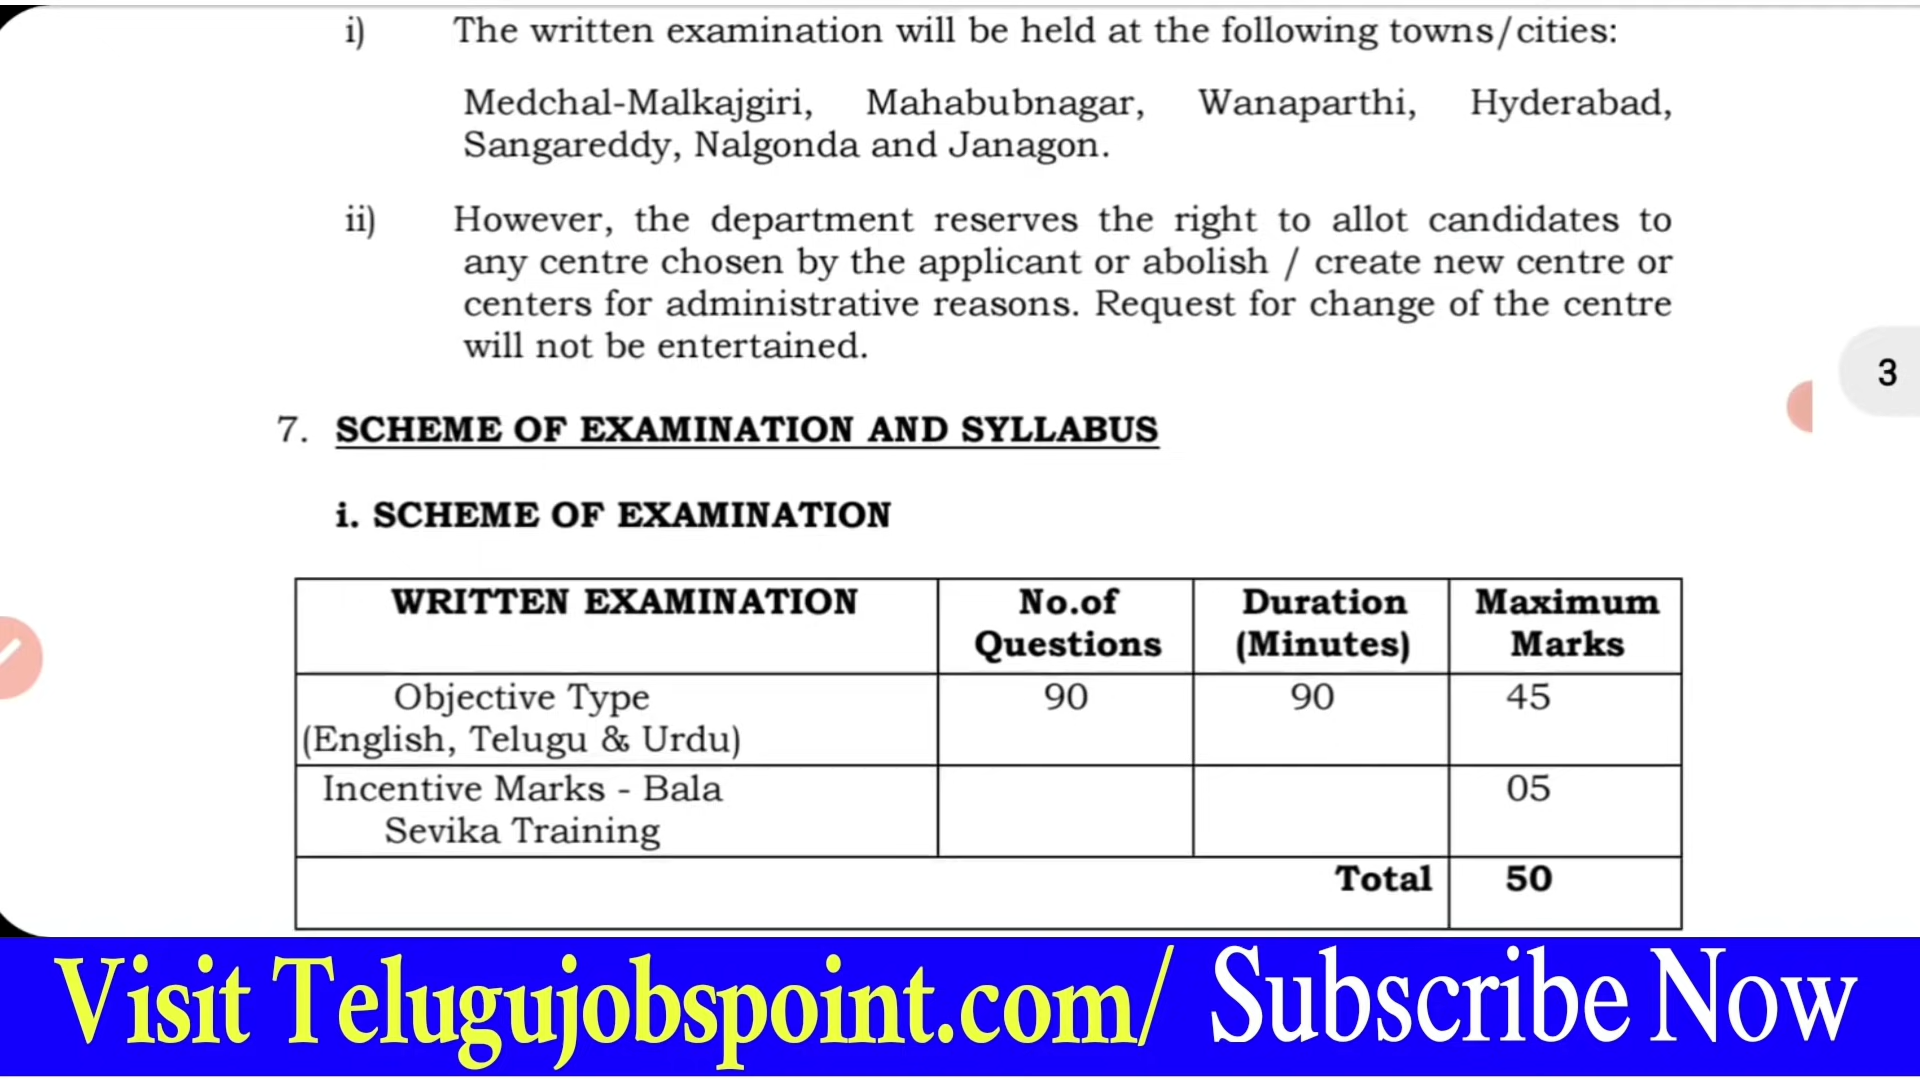 i) The written examination will be held at the following towns/cities:
Medchal-Malkajgiri, Mahabubnagar, Wanaparthi, Hyderabad,
Sangareddy, Nalgonda and Janagon.
ii) However, the department reserves the right to allot candidates to
any centre chosen by the applicant or abolish / create new centre or
centers for administrative reasons. Request for change of the centre
will not be entertained.
3
7. SCHEME OF EXAMINATION AND SYLLABUS
i. SCHEME OF EXAMINATION
WRITTEN EXAMINATION No.of Questions Duration (Minutes) Maximum Marks
Objective Type (English, Telugu & Urdu) 90 90 45
Incentive Marks - Bala Sevika Training 05
Total 50
Visit Telugujobspoint.com/ Subscribe Now